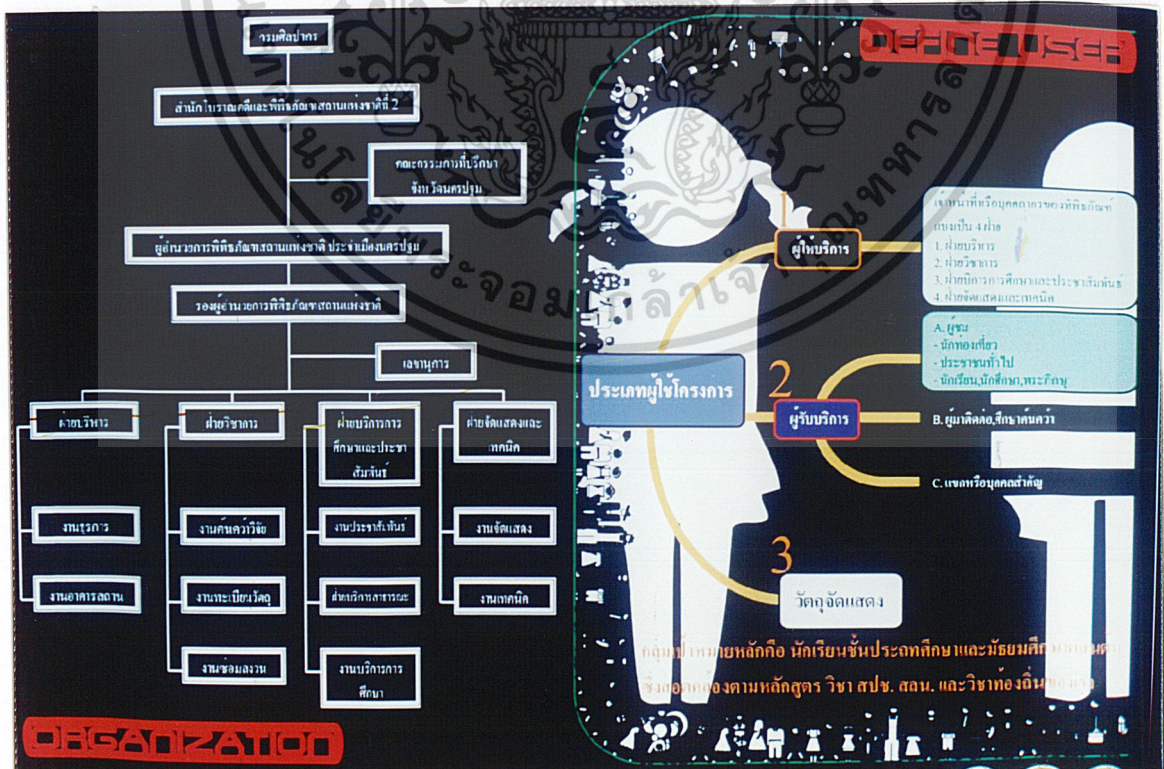 กรมศิลปากร
สำนักโบราณคดีและพิพิธภัณฑสถานแห่งชาติที่ 2
คณะกรรมการที่ปรึกษา
จังหวัดนครปฐม
ผู้อำนวยการพิพิธภัณฑสถานแห่งชาติ ประจำเมืองนครปฐม
รองผู้อำนวยการพิพิธภัณฑสถานแห่งชาติ
เลขานุการ
ฝ่ายบริหาร
ฝ่ายวิชาการ
ฝ่ายบริการการ
ศึกษาและประชา
สัมพันธ์
ฝ่ายจัดแสดงและ
เทคนิค
งานธุรการ
งานค้นคว้าวิจัย
งานประชาสัมพันธ์
งานจัดแสดง
งานอาคารสถาน
งานทะเบียนวัตถุ
ฝ่ายบริการสาธารณะ
งานเทคนิค
งานซ่อมสงวน
งานบริการการ
ศึกษา
ORGANIZATION
DEFINE USER
ประเภทผู้ใช้โครงการ
1
ผู้ให้บริการ
เจ้าหน้าที่หรือบุคคลากรของพิพิธภัณฑ์
แบ่งเป็น 4 ฝ่าย
1. ฝ่ายบริหาร
2. ฝ่ายวิชาการ
3. ฝ่ายบริการการศึกษาและประชาสัมพันธ์
4. ฝ่ายจัดแสดงและเทคนิค
2
ผู้รับบริการ
A. ผู้ชม
- นักท่องเที่ยว
- ประชาชนทั่วไป
- นักเรียน,นักศึกษา,พระภิกษุ
B. ผู้มาติดต่อ,ศึกษาค้นคว้า
C. แขกหรือบุคคลสำคัญ
3
วัตถุจัดแสดง
กลุ่มเป้าหมายหลักคือ นักเรียนชั้นประถทศึกษาและมัธยมศึกษาตอนต้น
ซึ่งสอดคล้องตามหลักสูตร วิชา สปช. สลน. และวิชาท้องถิ่นของเรา